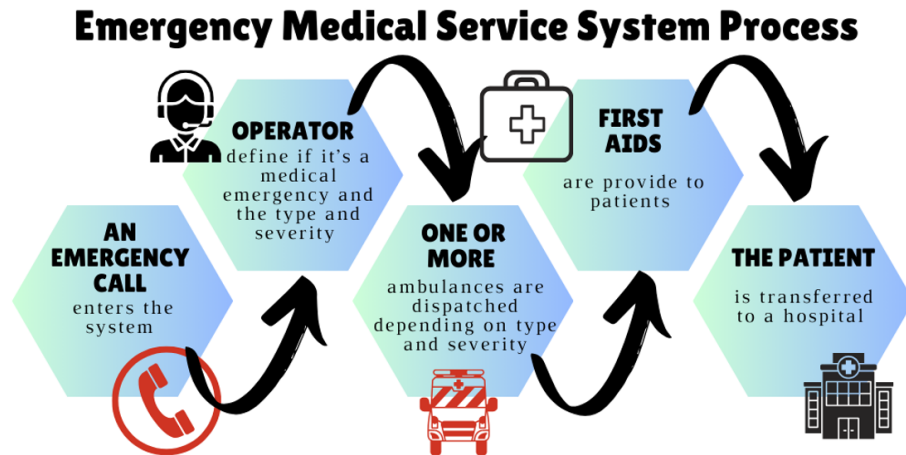 Emergency Medical Service System Process
AN
EMERGENCY
CALL
enters the
system
OPERATOR
define if it's a
medical
emergency and
the type and
severity
ONE OR
MORE
ambulances are
dispatched
depending on type
and severity
FIRST
AIDS
are provide to
patients
THE PATIENT
is transferred
to a hospital